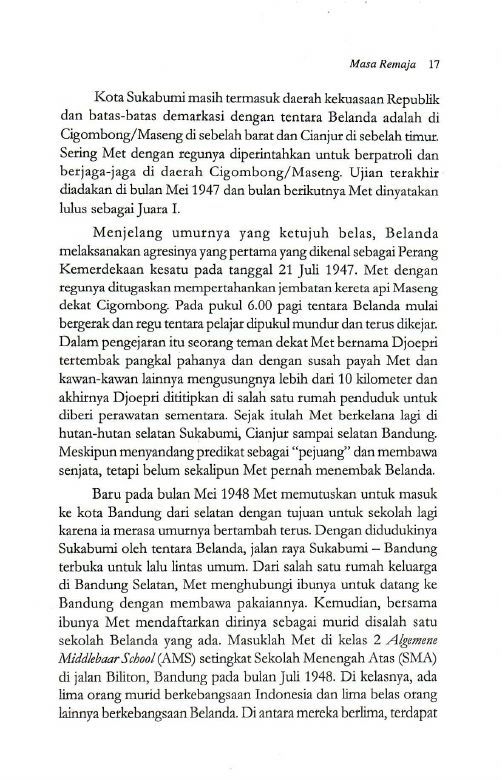 Masa Remaja 17
Kota Sukabumi masih termasuk daerah kekuasaan Republik
dan batas-batas demarkasi dengan tentara Belanda adalah di
Cigombong/Maseng di sebelah barat dan Cianjur di sebelah timur.
Sering Met dengan regunya diperintahkan untuk berpatroli dan
berjaga-jaga di daerah Cigombong/Maseng. Ujian terakhir
diadakan di bulan Mei 1947 dan bulan berikutnya Met dinyatakan
lulus sebagai Juara I.
Menjelang umurnya yang ketujuh belas, Belanda
melaksanakan agresinya yang pertama yang dikenal sebagai Perang
Kemerdekaan kesatu pada tanggal 21 Juli 1947. Met dengan
regunya ditugaskan mempertahankan jembatan kereta api Maseng
dekat Cigombong. Pada pukul 6.00 pagi tentara Belanda mulai
bergerak dan regu tentara pelajar dipukul mundur dan terus dikejar.
Dalam pengejaran itu seorang teman dekat Met bernama Djoepri
tertembak pangkal pahanya dan dengan susah payah Met dan
kawan-kawan lainnya mengusungnya lebih dari 10 kilometer dan
akhirnya Djoepri dititipkan di salah satu rumah penduduk untuk
diberi perawatan sementara. Sejak itulah Met berkelana lagi di
hutan-hutan selatan Sukabumi, Cianjur sampai selatan Bandung.
Meskipun menyandang predikat sebagai “pejuang” dan membawa
senjata, tetapi belum sekalipun Met pernah menembak Belanda.
Baru pada bulan Mei 1948 Met memutuskan untuk masuk
ke kota Bandung dari selatan dengan tujuan untuk sekolah lagi
karena ia merasa umurnya bertambah terus. Dengan didudukinya
Sukabumi oleh tentara Belanda, jalan raya Sukabumi – Bandung
terbuka untuk lalu lintas umum. Dari salah satu rumah keluarga
di Bandung Selatan, Met menghubungi ibunya untuk datang ke
Bandung dengan membawa pakaiannya. Kemudian, bersama
ibunya Met mendaftarkan dirinya sebagai murid disalah satu
sekolah Belanda yang ada. Masuklah Met di kelas 2 Algemene
Middlebaar School (AMS) setingkat Sekolah Menengah Atas (SMA)
di jalan Biliton, Bandung pada bulan Juli 1948. Di kelasnya, ada
lima orang murid berkebangsaan Indonesia dan lima belas orang
lainnya berkebangsaan Belanda. Di antara mereka berlima, terdapat